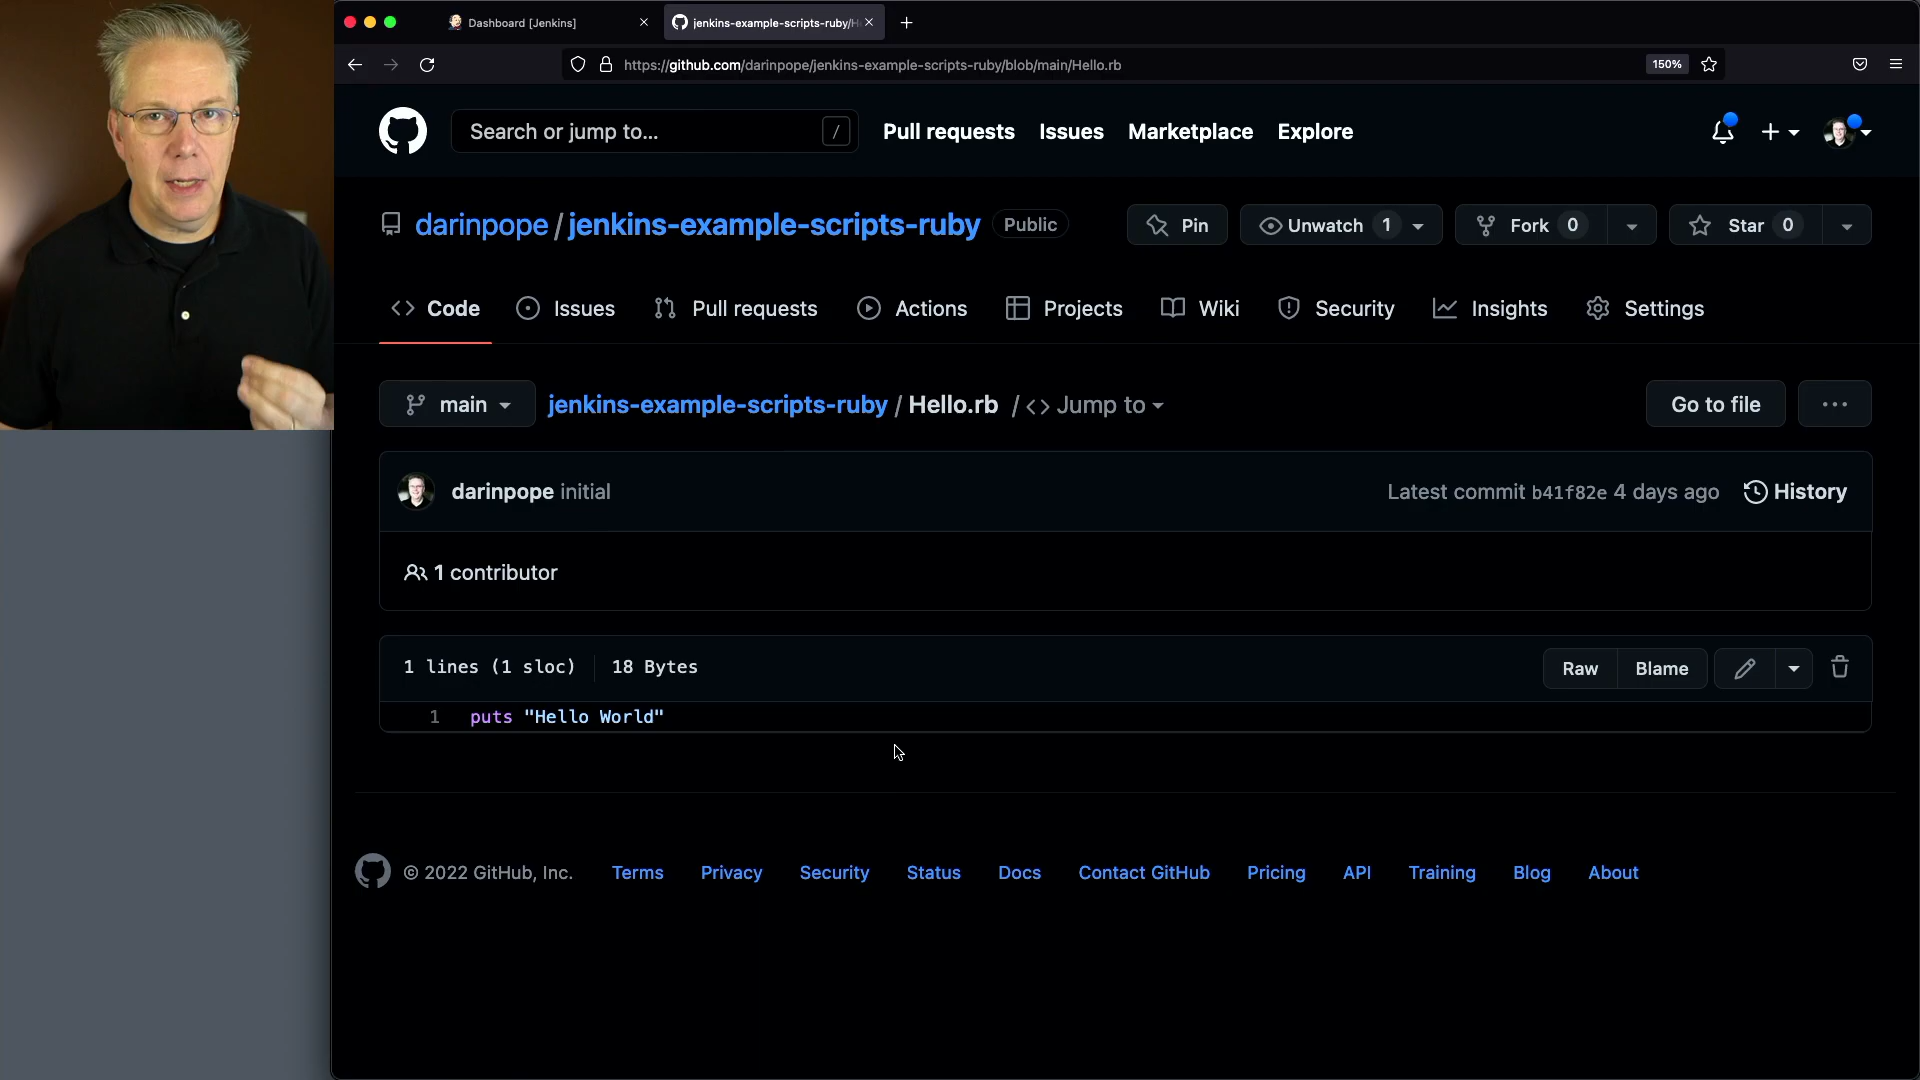 Dashboard [Jenkins]
jenkins-example-scripts-ruby/H
https://github.com/darinpope/jenkins-example-scripts-ruby/blob/main/Hello.rb
150%
Search or jump to...
/
Pull requests
Issues
Marketplace
Explore
darinpope / jenkins-example-scripts-ruby
Public
Pin
Unwatch 1
Fork 0
Star 0
Code
Issues
Pull requests
Actions
Projects
Wiki
Security
Insights
Settings
main
jenkins-example-scripts-ruby / Hello.rb / <> Jump to
Go to file
...
darinpope initial
Latest commit b41f82e 4 days ago
History
1 contributor
1 lines (1 sloc)
18 Bytes
Raw
Blame
1 puts "Hello World"
© 2022 GitHub, Inc.
Terms
Privacy
Security
Status
Docs
Contact GitHub
Pricing
API
Training
Blog
About